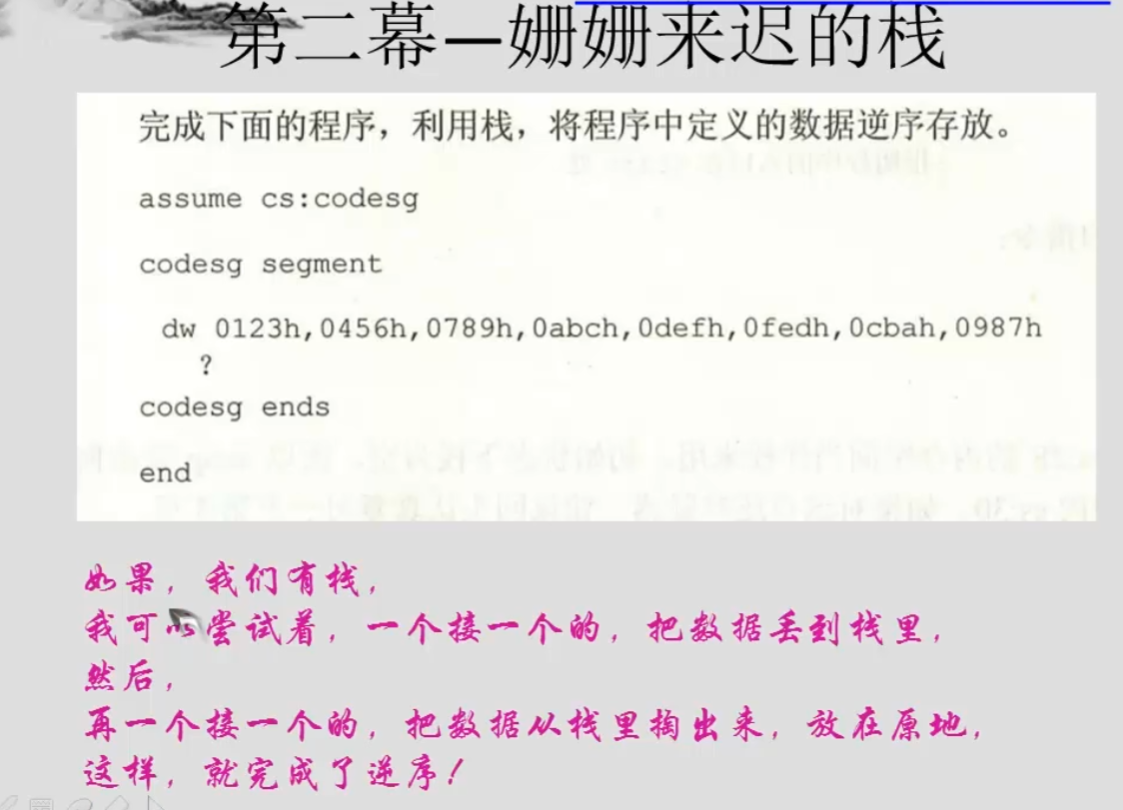 第二幕—姗姗来迟的栈
完成下面的程序，利用栈，将程序中定义的数据逆序存放。
assume cs:codesg
codesg segment
dw 0123h,0456h,0789h,0abch,0defh,0fedh,0cbah,0987h
?
codesg ends
end
如果，我们有栈，
我可以尝试着，一个接一个的，把数据丢到栈里，
然后，
再一个接一个的，把数据从栈里掏出来，放在原地，
这样，就完成了逆序！